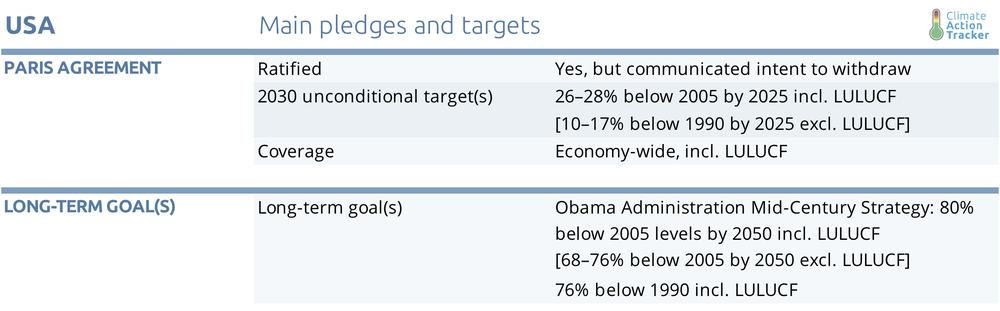 USA
Main pledges and targets
Climate
Action
Tracker
PARIS AGREEMENT
Ratified
Yes, but communicated intent to withdraw
2030 unconditional target(s)
26–28% below 2005 by 2025 incl. LULUCF
[10–17% below 1990 by 2025 excl. LULUCF]
Coverage
Economy-wide, incl. LULUCF
LONG-TERM GOAL(S)
Long-term goal(s)
Obama Administration Mid-Century Strategy: 80%
below 2005 levels by 2050 incl. LULUCF
[68–76% below 2005 by 2050 excl. LULUCF]
76% below 1990 incl. LULUCF